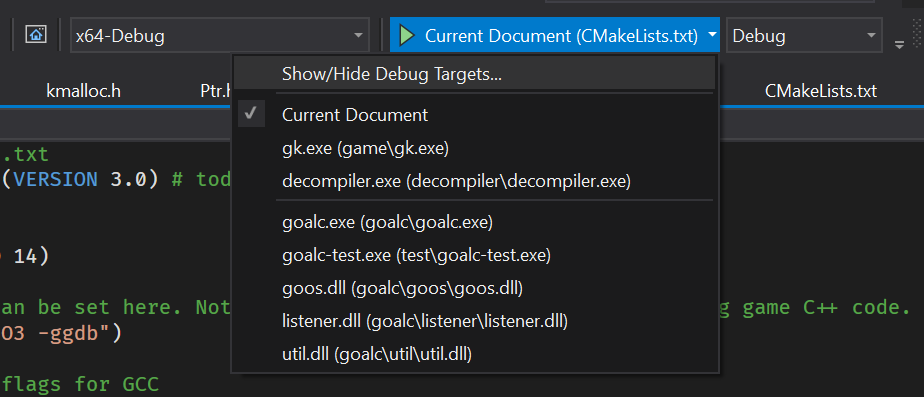 x64-Debug
Current Document (CMakeLists.txt)
Debug
Show/Hide Debug Targets...
kmalloc.h
Ptr.h
CMakeLists.txt
Current Document
.txt
gk.exe (game\gk.exe)
(VERSION 3.0) # tod
decompiler.exe (decompiler\decompiler.exe)
goalc.exe (goalc\goalc.exe)
14)
goalc-test.exe (test\goalc-test.exe)
goos.dll (goalc\goos\goos.dll)
an be set here. Not
g game C++ code.
listener.dll (goalc\listener\listener.dll)
O3 -ggdb")
util.dll (goalc\util\util.dll)
flags for GCC